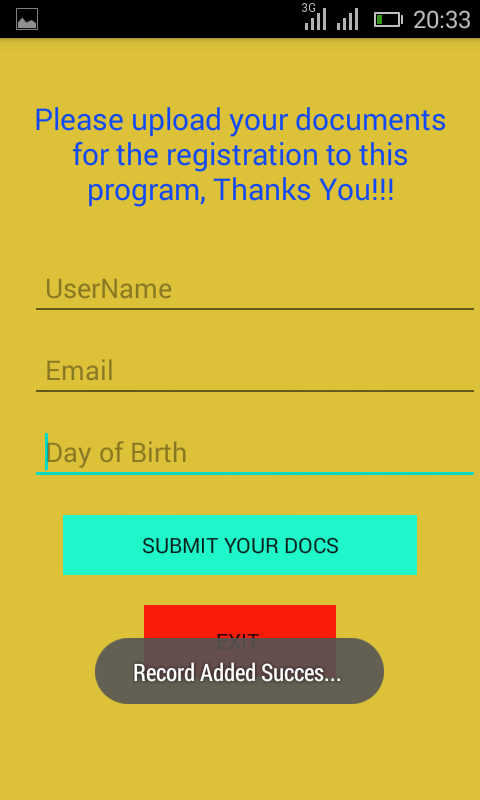 3G
20:33
Please upload your documents
for the registration to this
program, Thanks You!!!
UserName
Email
Day of Birth
SUBMIT YOUR DOCS
EXIT
Record Added Succes...